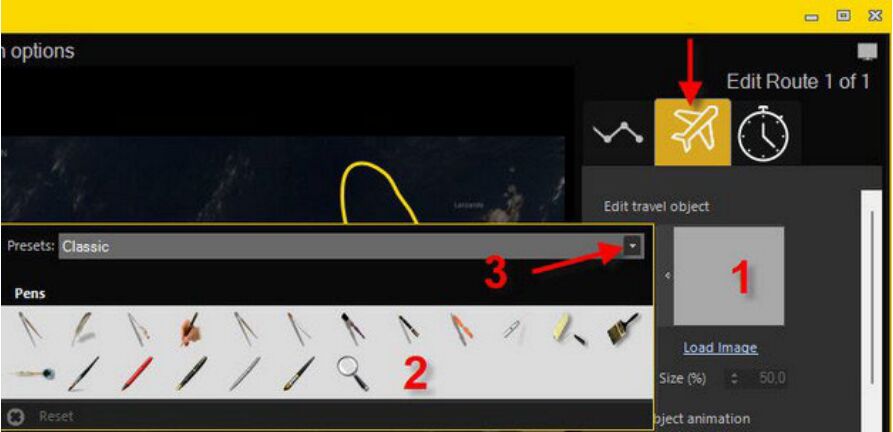 n options
Edit Route 1 of 1
Edit travel object
Presets: Classic
3
1
Pens
Load Image
2
Size (%) 50,0
Reset
bject animation